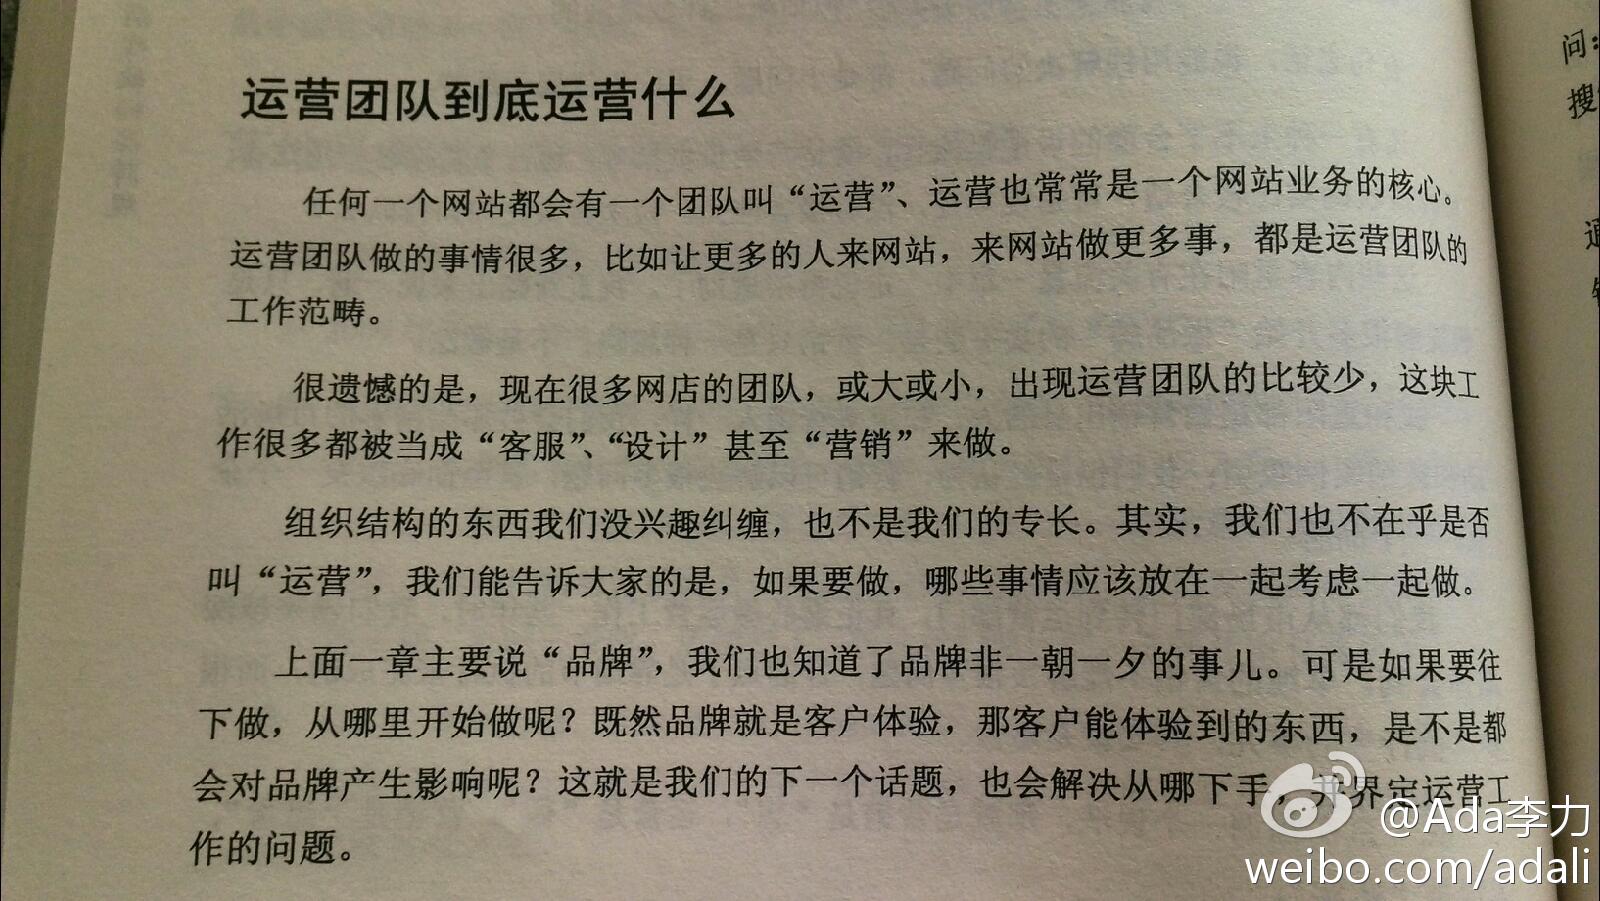 运营团队到底运营什么
任何一个网站都会有一个团队叫“运营”、运营也常常是一个网站业务的核心。
运营团队做的事情很多，比如让更多的人来网站，来网站做更多事，都是运营团队的
工作范畴。
很遗憾的是，现在很多网店的团队，或大或小，出现运营团队的比较少，这块工
作很多都被当成“客服”、“设计”甚至“营销”来做。
组织结构的东西我们没兴趣纠缠，也不是我们的专长。其实，我们也不在乎是否
叫“运营”，我们能告诉大家的是，如果要做，哪些事情应该放在一起考虑一起做。
上面一章主要说“品牌”，我们也知道了品牌非一朝一夕的事儿。可是如果要往
下做，从哪里开始做呢？既然品牌就是客户体验，那客户能体验到的东西，是不是都
会对品牌产生影响呢？这就是我们的下一个话题，也会解决从哪下手，并界定运营工
作的问题。
问：
搜
@Ada李力
weibo.com/adali